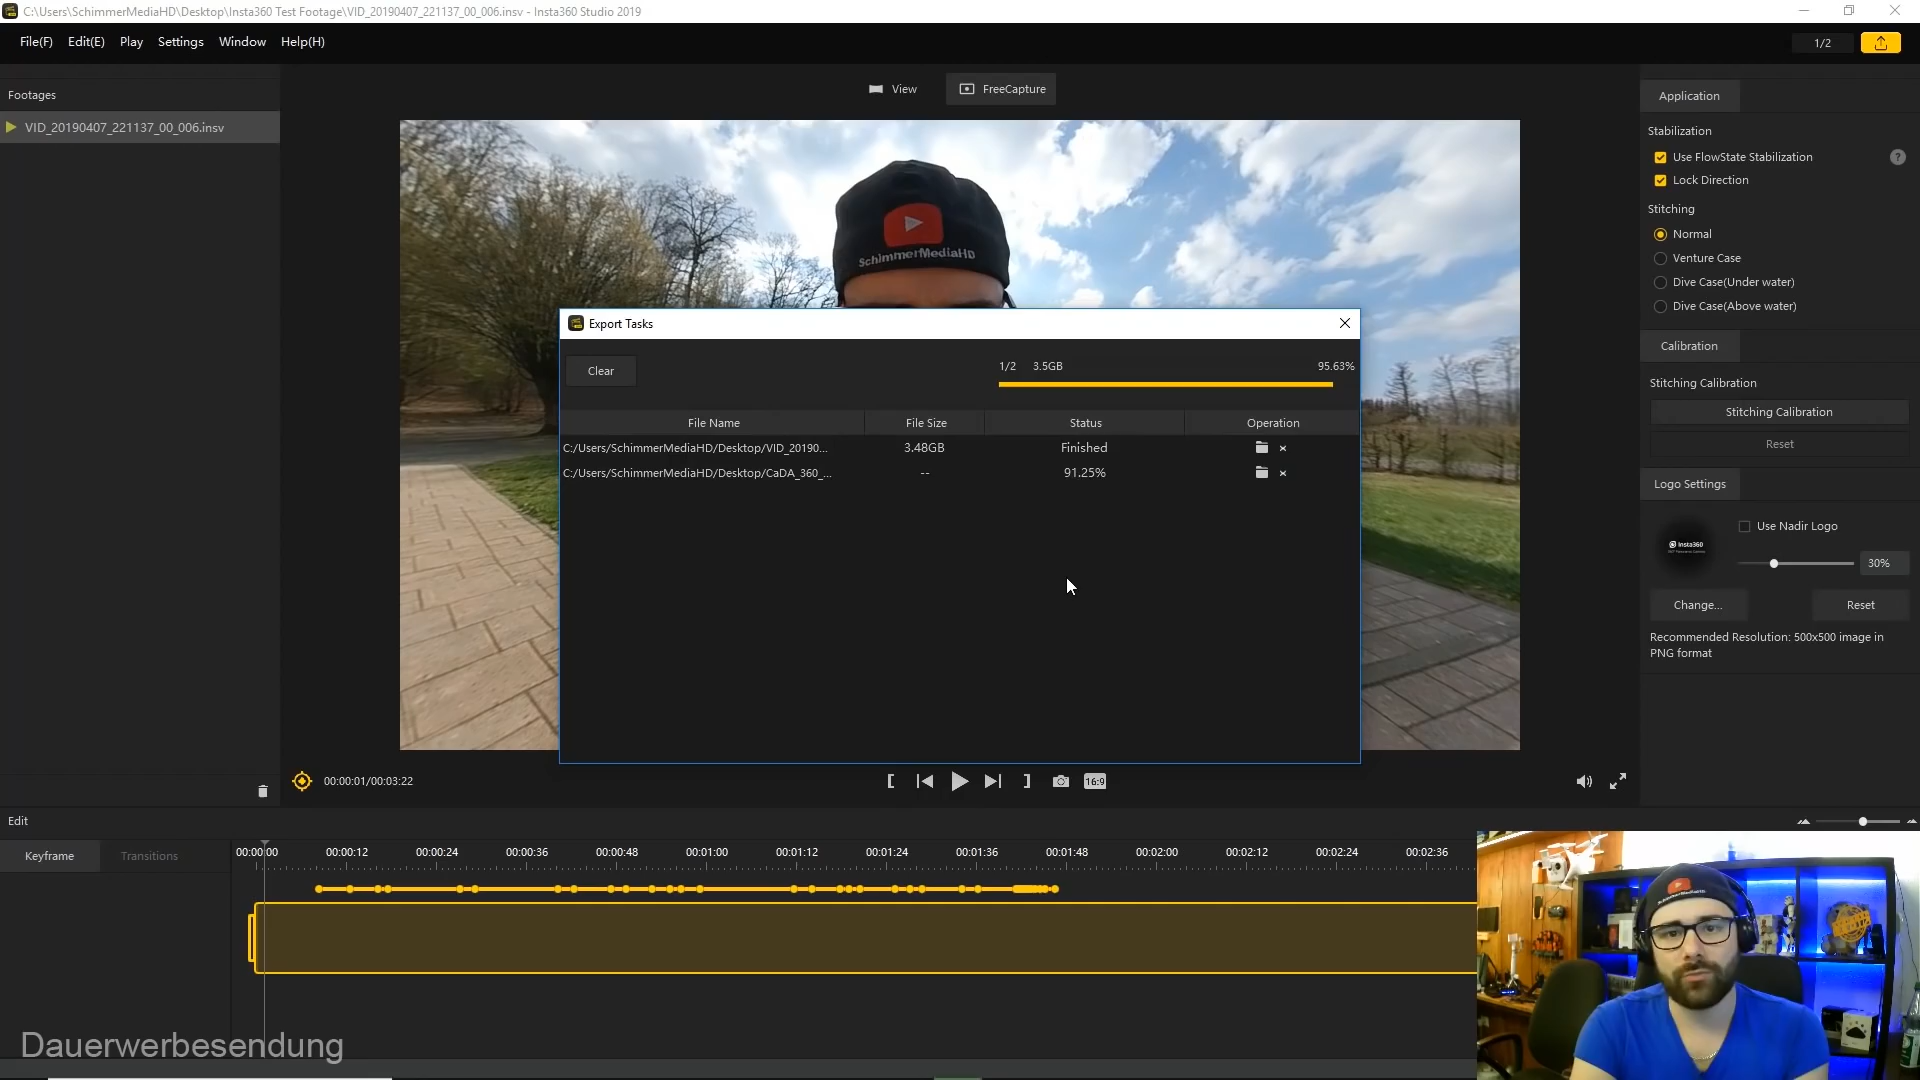 C:\Users\SchimmerMediaHD\Desktop\Insta360 Test Footage\VID_20190407_221137_00_006.insv - Insta360 Studio 2019
File(F) Edit(E) Play Settings Window Help(H)
1/2
Footages
VID_20190407_221137_00_006.insv
View
FreeCapture
SchimmerMediaHD
Export Tasks
Clear
1/2 3.5GB 95.63%
File Name File Size Status Operation
C:/Users/SchimmerMediaHD/Desktop/VID_20190... 3.48GB Finished
C:/Users/SchimmerMediaHD/Desktop/CaDA_360_... -- 91.25%
Application
Stabilization
Use FlowState Stabilization ?
Lock Direction
Stitching
Normal
Venture Case
Dive Case(Under water)
Dive Case(Above water)
Calibration
Stitching Calibration
Stitching Calibration
Reset
Logo Settings
Insta360
Use Nadir Logo
30%
Change...
Reset
Recommended Resolution: 500x500 image in
PNG format
00:00:01/00:03:22
16:9
Edit
Keyframe
Transitions
00:00:00 00:00:12 00:00:24 00:00:36 00:00:48 00:01:00 00:01:12 00:01:24 00:01:36 00:01:48 00:02:00 00:02:12 00:02:24 00:02:36
SchimmerMediaHD
Dauerwerbesendung